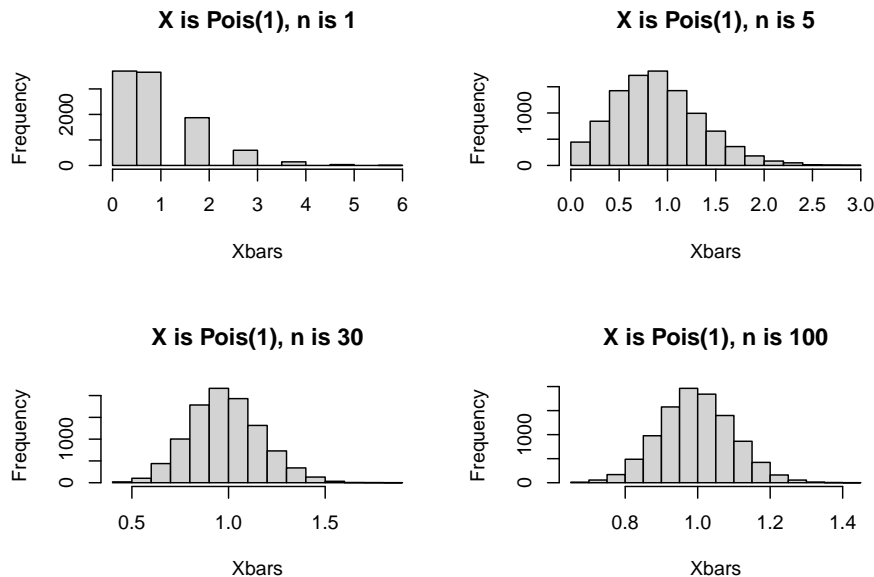 X is Pois(1), n is 1
Frequency
0 2000
0 1 2 3 4 5 6
Xbars
X is Pois(1), n is 5
Frequency
0 1000
0.0 0.5 1.0 1.5 2.0 2.5 3.0
Xbars
X is Pois(1), n is 30
Frequency
0 1000
0.5 1.0 1.5
Xbars
X is Pois(1), n is 100
Frequency
0 1000
0.8 1.0 1.2 1.4
Xbars